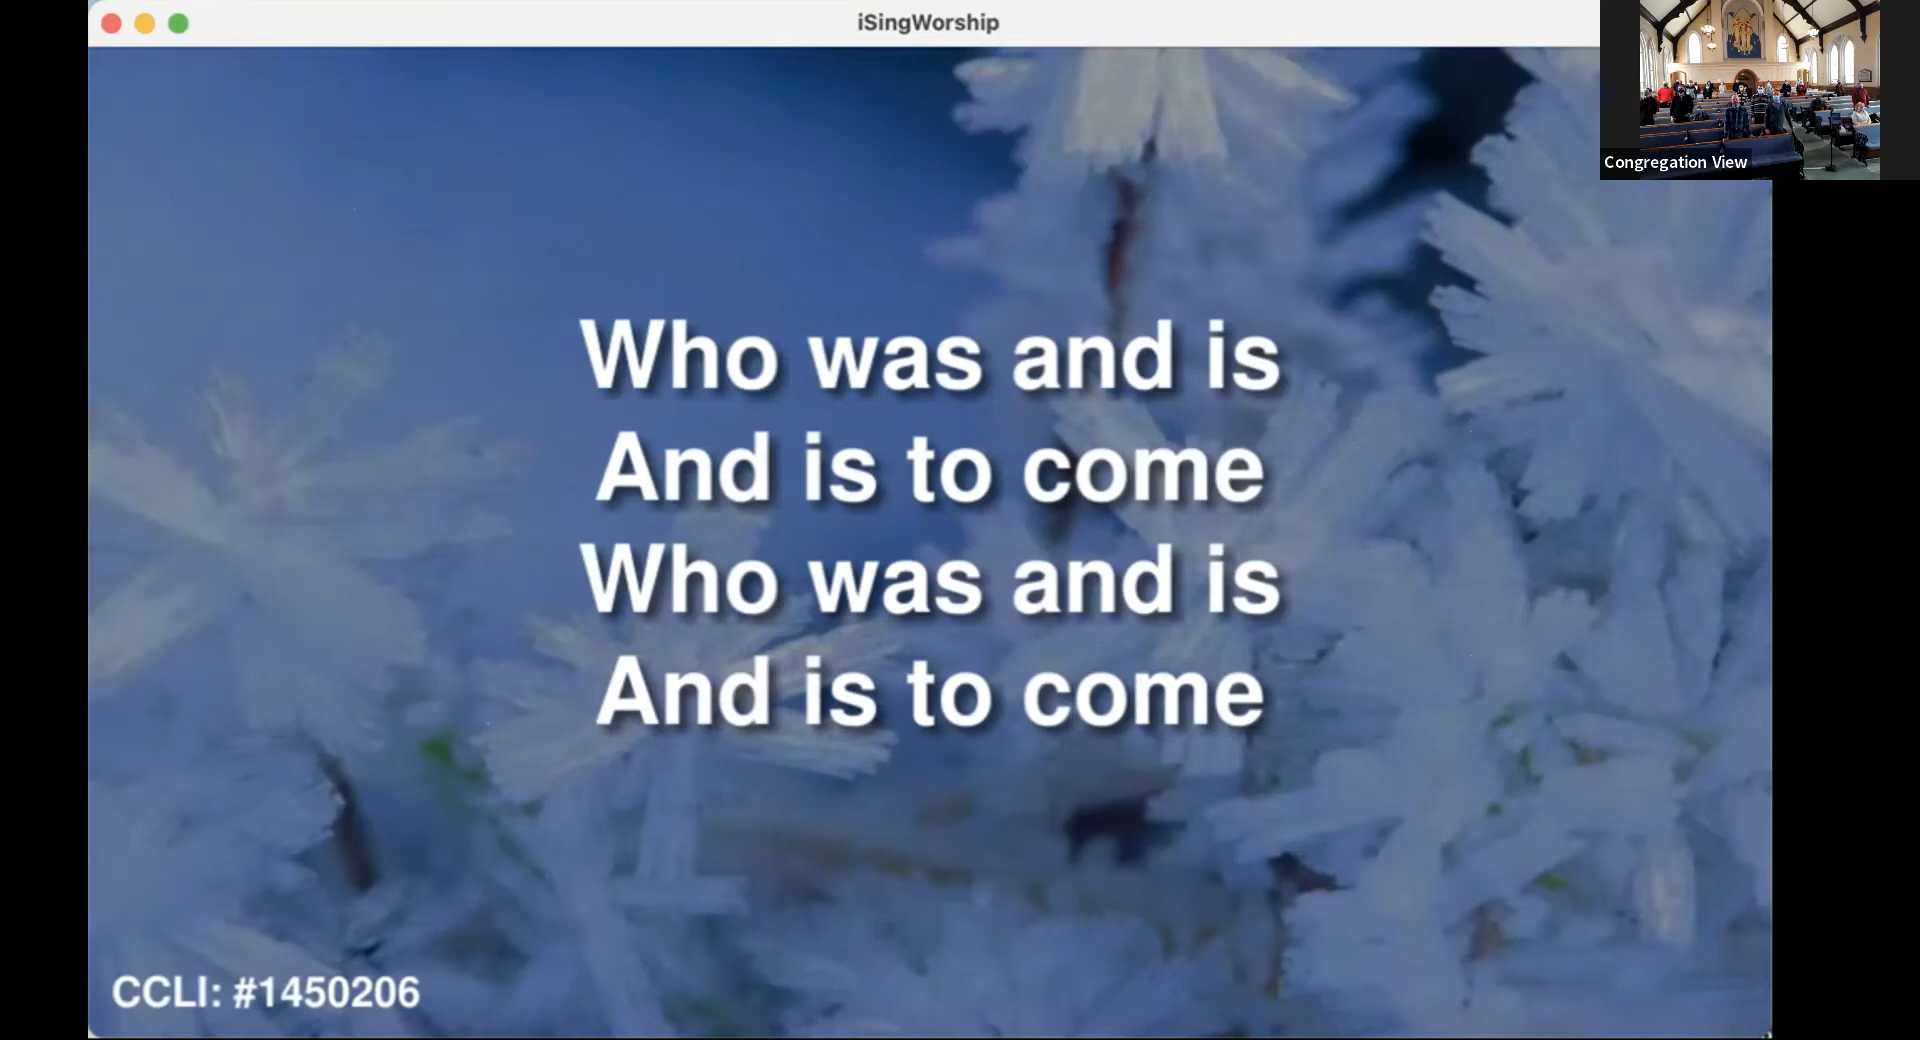 iSingWorship
Congregation View
Who was and is
And is to come
Who was and is
And is to come
CCLI: #1450206